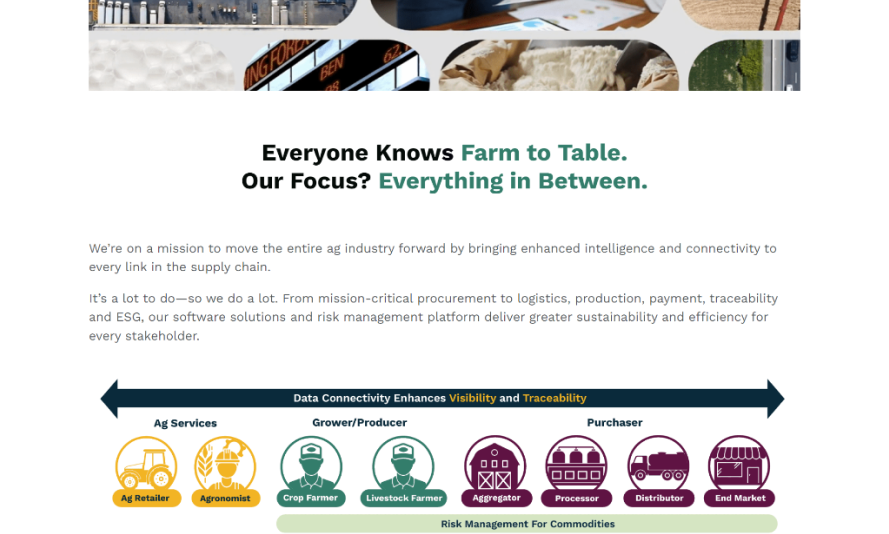 ING FORE
BEN
67.
Everyone Knows Farm to Table.
Our Focus? Everything in Between.
We're on a mission to move the entire ag industry forward by bringing enhanced intelligence and connectivity to
every link in the supply chain.
It's a lot to do—so we do a lot. From mission-critical procurement to logistics, production, payment, traceability
and ESG, our software solutions and risk management platform deliver greater sustainability and efficiency for
every stakeholder.
Data Connectivity Enhances Visibility and Traceability
Ag Services
Grower/Producer
Purchaser
Ag Retailer
Agronomist
Crop Farmer
Livestock Farmer
Aggregator
Processor
Distributor
End Market
Risk Management For Commodities